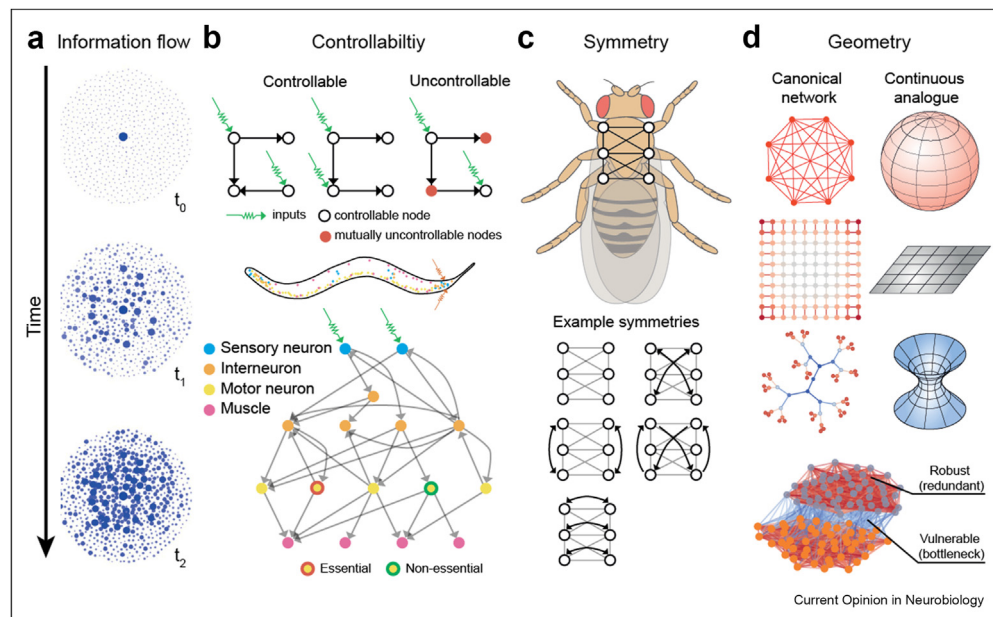 a Information flow
Time
t0
t1
t2
b Controllabiltiy
Controllable
Uncontrollable
inputs
controllable node
mutually uncontrollable nodes
Sensory neuron
Interneuron
Motor neuron
Muscle
Essential
Non-essential
c Symmetry
Example symmetries
d Geometry
Canonical
network
Continuous
analogue
Robust
(redundant)
Vulnerable
(bottleneck)
Current Opinion in Neurobiology